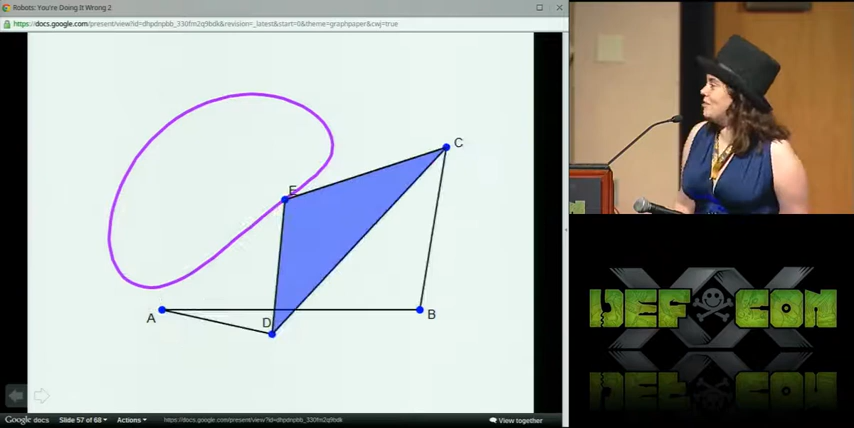 Robots: You're Doing It Wrong 2
https://docs.google.com/present/view?id=dhpdnpbb_330fm2q9bdk&revision=_latest&start=0&theme=graphpaper&cwj=true
C
E
A
B
D
DEF CON
XX
Google docs
Slide 57 of 68
Actions
https://docs.google.com/present/view?id=dhpdnpbb_330fm2q9bdk
View together